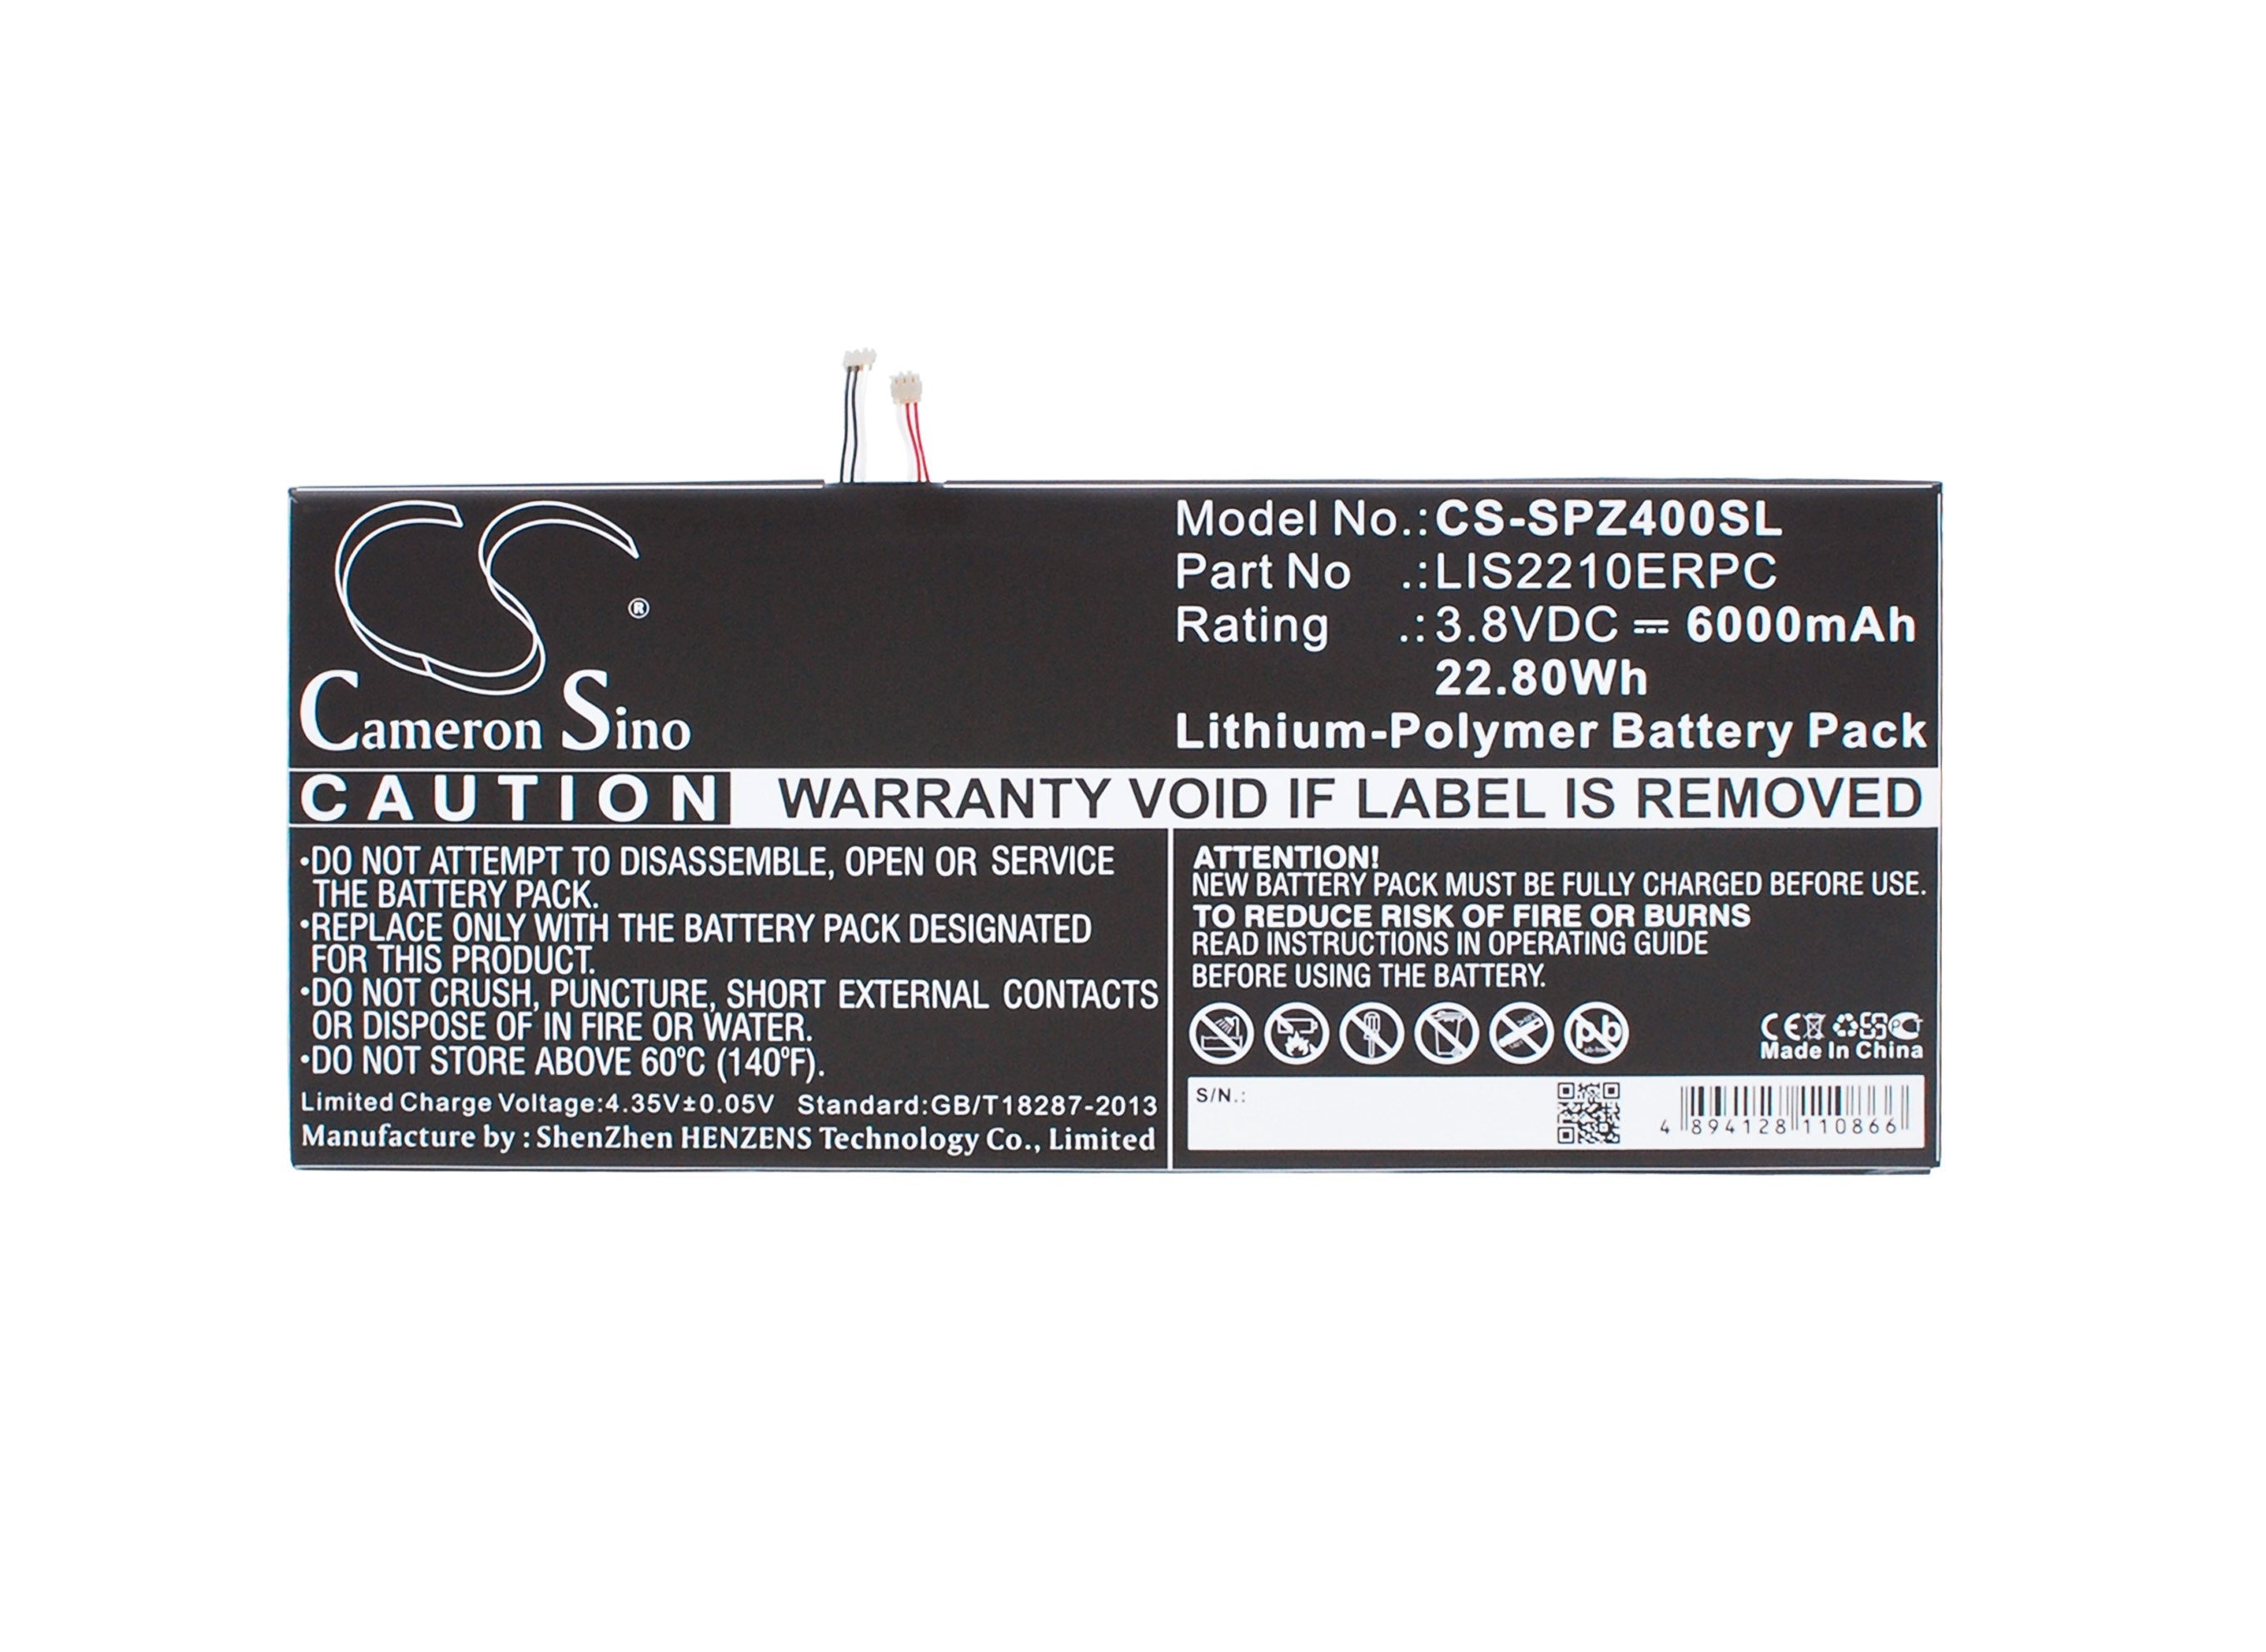 CS®
Cameron Sino
Model No.:CS-SPZ400SL
Part No .:LIS2210ERPC
Rating .:3.8VDC ⎓ 6000mAh
22.80Wh
Lithium-Polymer Battery Pack
CAUTION WARRANTY VOID IF LABEL IS REMOVED
•DO NOT ATTEMPT TO DISASSEMBLE, OPEN OR SERVICE
THE BATTERY PACK.
•REPLACE ONLY WITH THE BATTERY PACK DESIGNATED
FOR THIS PRODUCT.
•DO NOT CRUSH, PUNCTURE, SHORT EXTERNAL CONTACTS
OR DISPOSE OF IN FIRE OR WATER.
•DO NOT STORE ABOVE 60°C (140°F).
Limited Charge Voltage:4.35V±0.05V Standard:GB/T18287-2013
Manufacture by : ShenZhen HENZENS Technology Co., Limited
ATTENTION!
NEW BATTERY PACK MUST BE FULLY CHARGED BEFORE USE.
TO REDUCE RISK OF FIRE OR BURNS
READ INSTRUCTIONS IN OPERATING GUIDE
BEFORE USING THE BATTERY.
pb
pb-free
CE
Made In China
S/N.:
4 894128 110866